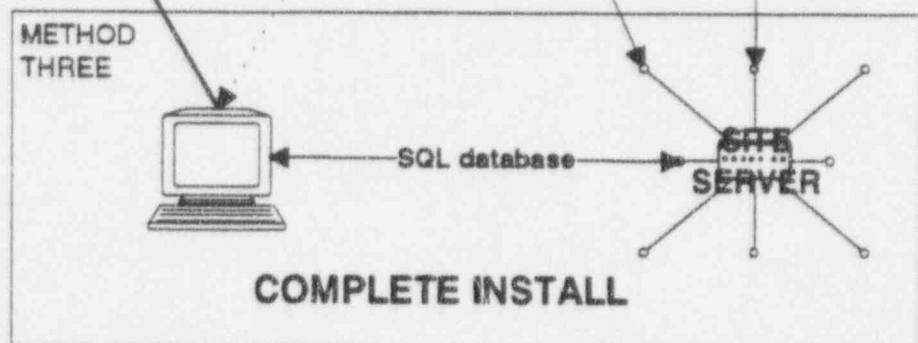 METHOD
THREE
SQL database
SITE
SERVER
COMPLETE INSTALL